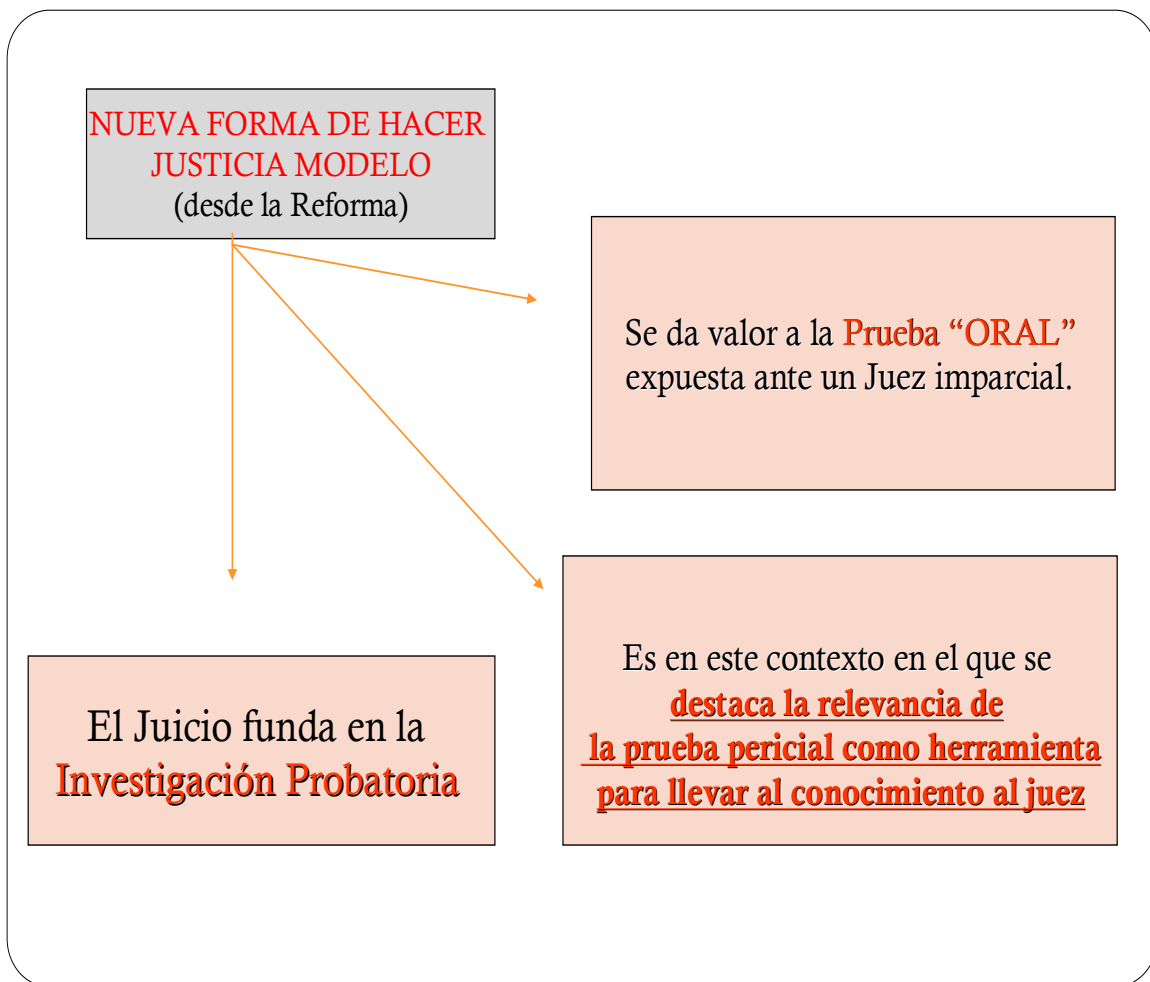 NUEVA FORMA DE HACER
JUSTICIA MODELO
(desde la Reforma)
Se da valor a la Prueba “ORAL”
expuesta ante un Juez imparcial.
El Juicio funda en la
Investigación Probatoria
Es en este contexto en el que se
destaca la relevancia de
la prueba pericial como herramienta
para llevar al conocimiento al juez